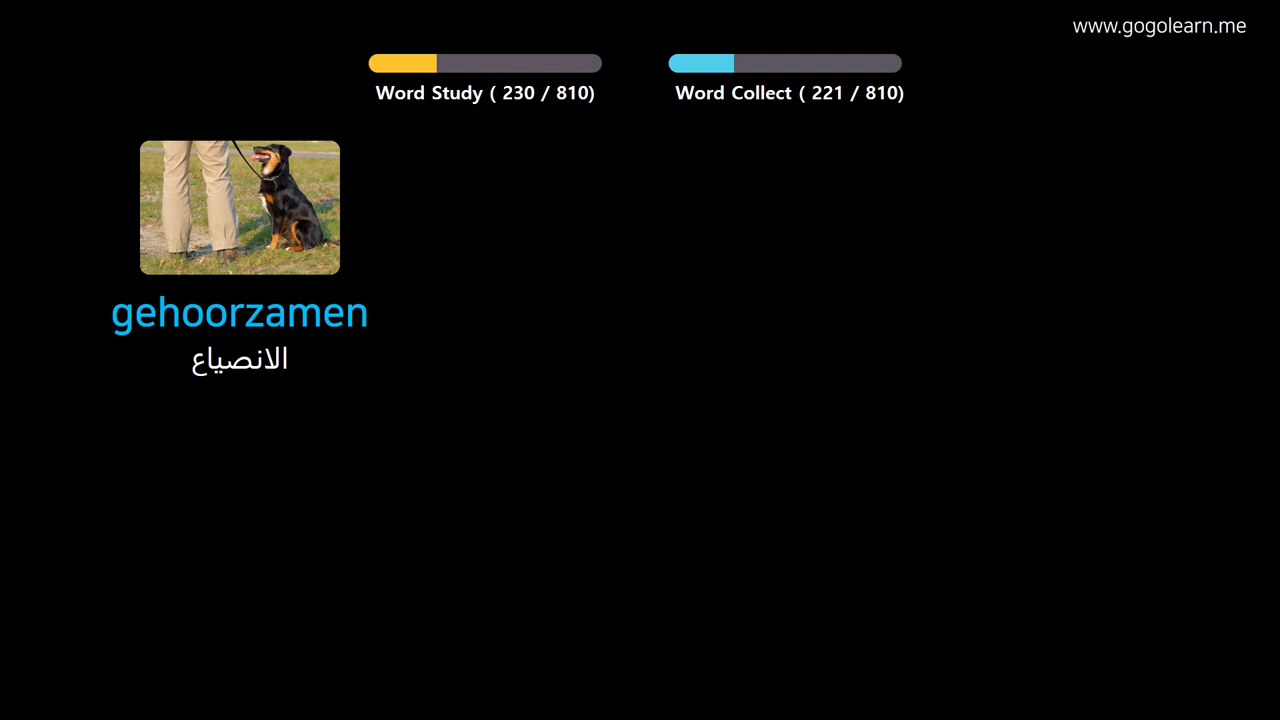 www.gogolearn.me
Word Study ( 230 / 810)
Word Collect ( 221 / 810)
gehoorzamen
الانصياع